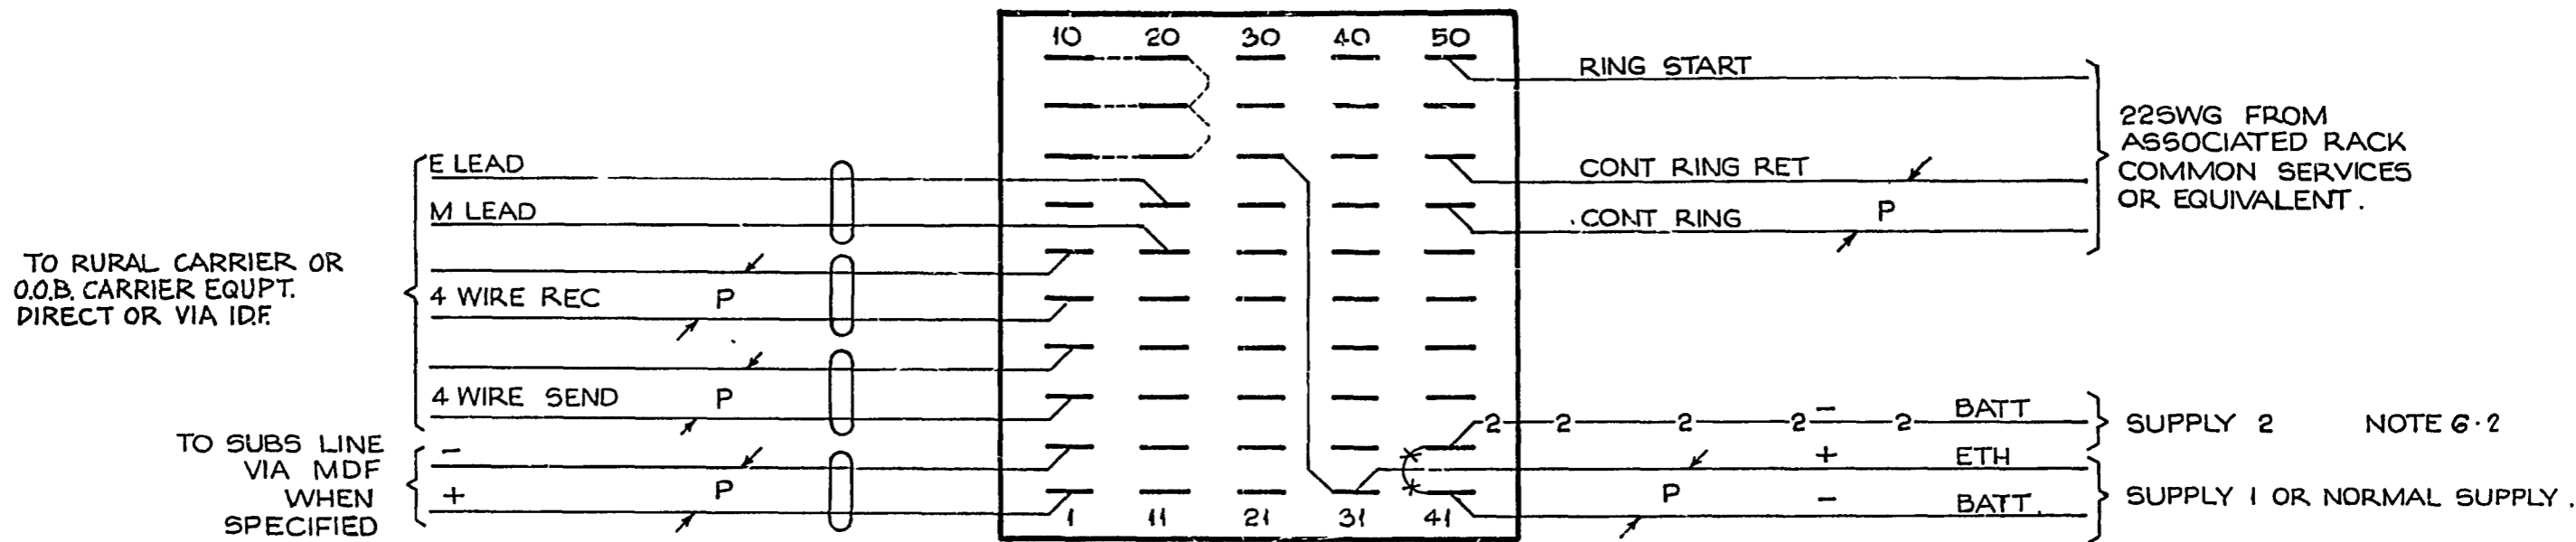 10 20 30 40 50
RING START
22SWG FROM
ASSOCIATED RACK
COMMON SERVICES
OR EQUIVALENT.
E LEAD
CONT RING RET
M LEAD
CONT RING
P
TO RURAL CARRIER OR
O.O.B. CARRIER EQUPT.
DIRECT OR VIA I.D.F.
4 WIRE REC
P
4 WIRE SEND
P
2 2 2 2 - 2 BATT
SUPPLY 2 NOTE 6·2
TO SUBS LINE
VIA MDF
WHEN
SPECIFIED
-
P
+
+ ETH
P
- BATT.
SUPPLY 1 OR NORMAL SUPPLY.
1 11 21 31 41